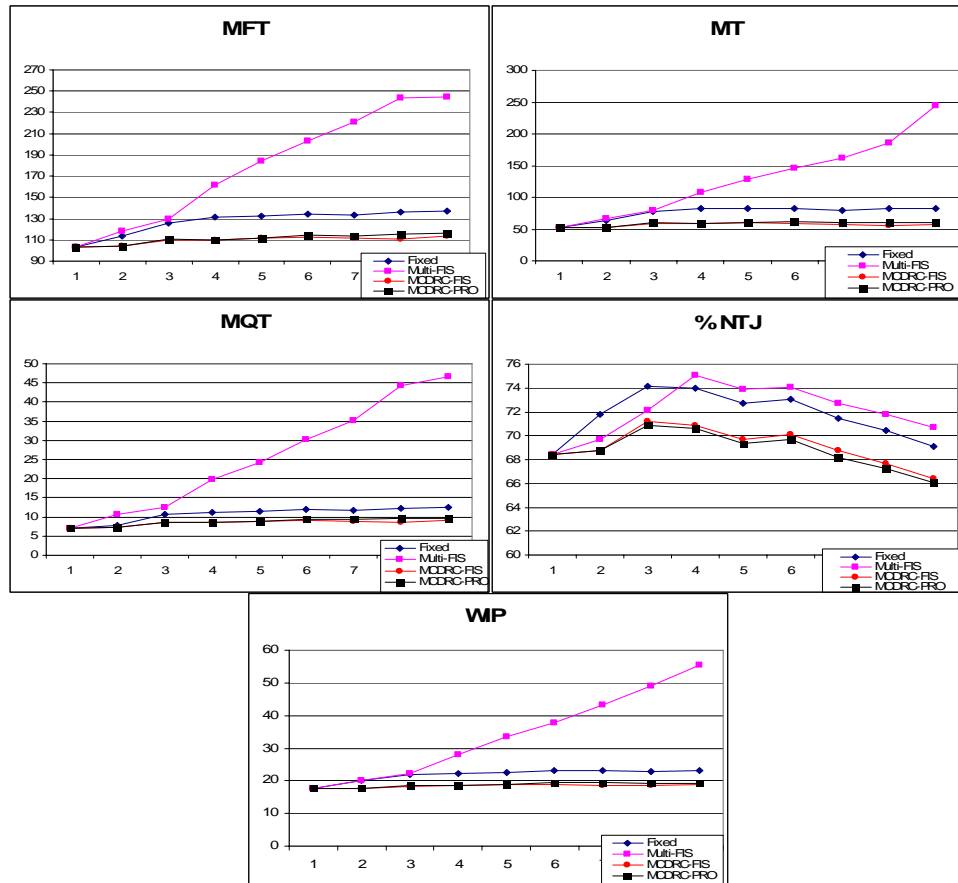 MFT
270
250
230
210
190
170
150
130
110
90
1 2 3 4 5 6 7
Fixed
Multi-FIS
MCDRC-FIS
MCDRC-PRO
MT
300
250
200
150
100
50
0
1 2 3 4 5 6
Fixed
Multi-FIS
MCDRC-FIS
MCDRC-PRO
MQT
50
45
40
35
30
25
20
15
10
5
0
1 2 3 4 5 6 7
Fixed
Multi-FIS
MCDRC-FIS
MCDRC-PRO
% NTJ
76
74
72
70
68
66
64
62
60
1 2 3 4 5 6
Fixed
Multi-FIS
MCDRC-FIS
MCDRC-PRO
WIP
60
50
40
30
20
10
0
1 2 3 4 5 6
Fixed
Multi-FIS
MCDRC-FIS
MCDRC-PRO